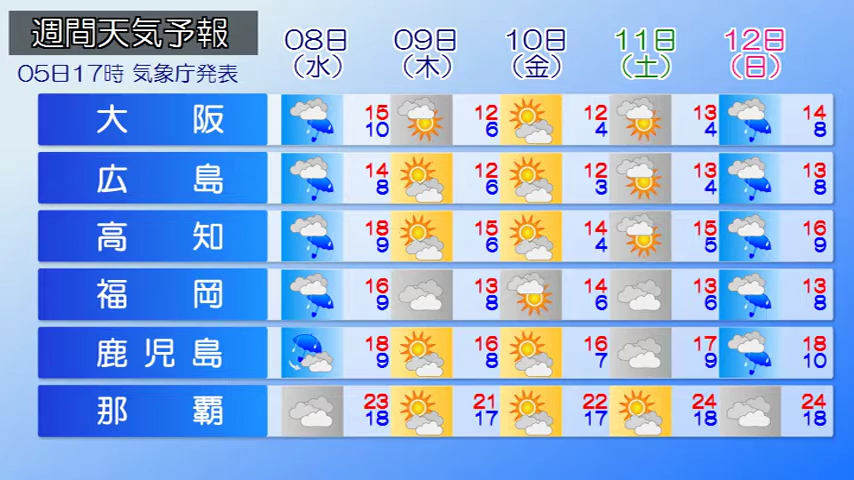 週間天気予報
05日17時 気象庁発表
08日 09日 10日 11日 12日
(水) (木) (金) (土) (日)
大阪 15 12 12 13 14
10 6 4 4 8
広島 14 12 12 13 13
8 6 3 4 8
高知 18 15 14 15 16
9 6 4 5 9
福岡 16 13 14 13 13
9 8 6 6 8
鹿児島 18 16 16 17 18
9 8 7 9 10
那覇 23 21 22 24 24
18 17 17 18 18